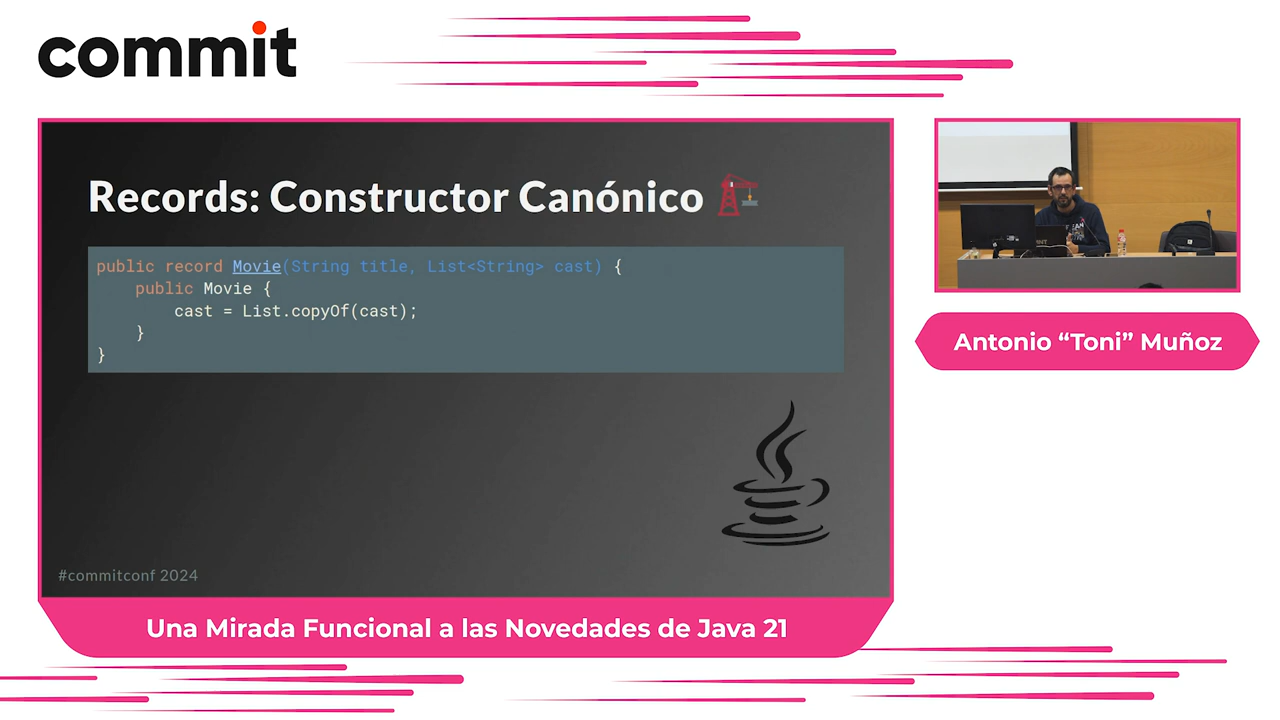 commit
Records: Constructor Canónico
public record Movie(String title, List<String> cast) {
    public Movie {
        cast = List.copyOf(cast);
    }
}
#commitconf 2024
Antonio “Toni” Muñoz
Una Mirada Funcional a las Novedades de Java 21